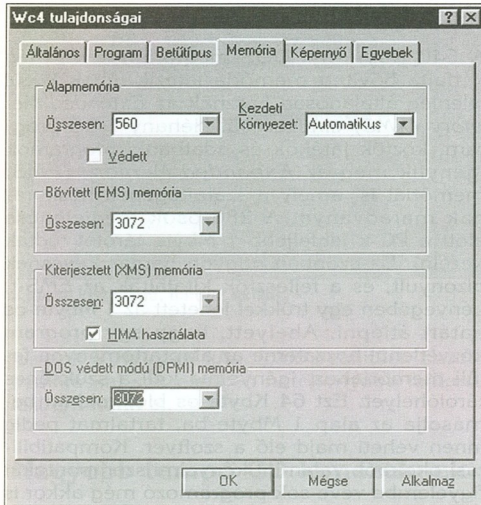 Wc4 tulajdonságai
Általános Program Betűtípus Memória Képernyő Egyebek
Alapmemória
Összesen: 560
Kezdeti környezet: Automatikus
Védett
Bővített (EMS) memória
Összesen: 3072
Kiterjesztett (XMS) memória
Összesen: 3072
HMA használata
DOS védett módú (DPMI) memória
Összesen: 3072
OK Mégse Alkalmaz